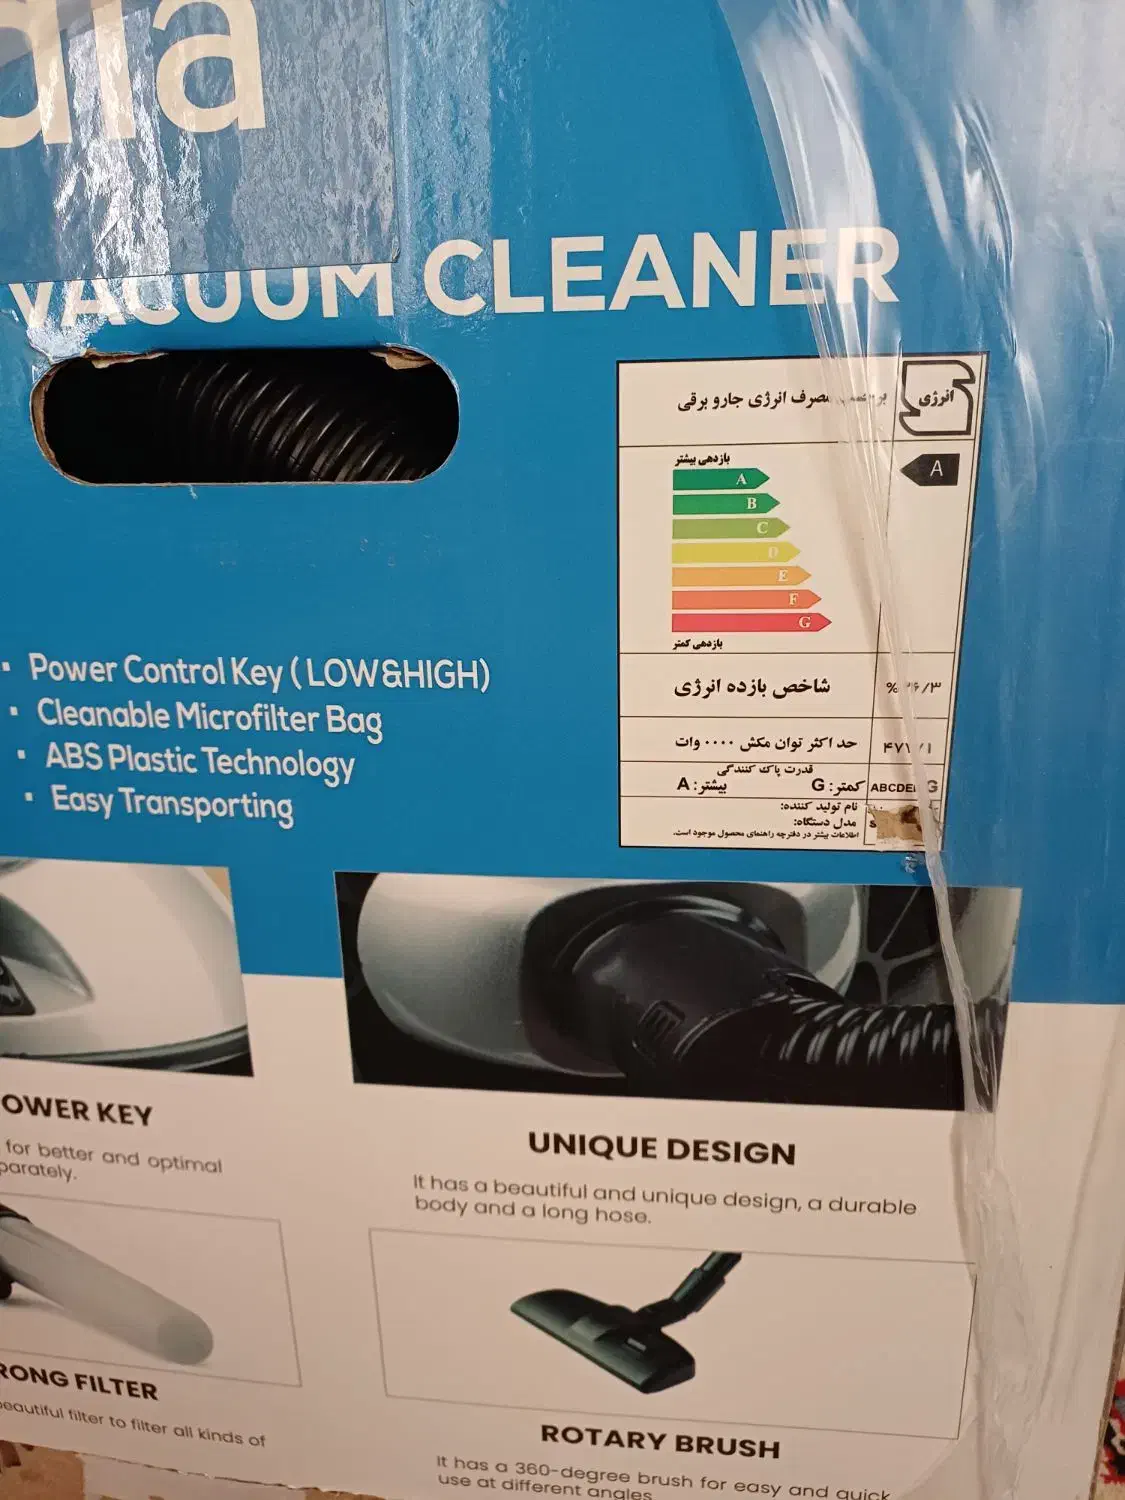 dia
VACUUM CLEANER
انرژی
برچسب مصرف انرژی جارو برقی
بازدهی بیشتر
A
A
B
C
D
E
F
G
بازدهی کمتر
شاخص بازده انرژی
حداکثر توان مکش ۰۰۰۰ وات
قدرت پاک کنندگی
کمتر: G بیشتر: A
نام تولید کننده:
مدل دستگاه:
اطلاعات بیشتر در دفترچه راهنمای محصول موجود است.
· Power Control Key ( LOW&HIGH)
· Cleanable Microfilter Bag
· ABS Plastic Technology
· Easy Transporting
OWER KEY
for better and optimal
parately.
UNIQUE DESIGN
It has a beautiful and unique design, a durable
body and a long hose.
RONG FILTER
beautiful filter to filter all kinds of
ROTARY BRUSH
It has a 360-degree brush for easy and quick
use at different angles